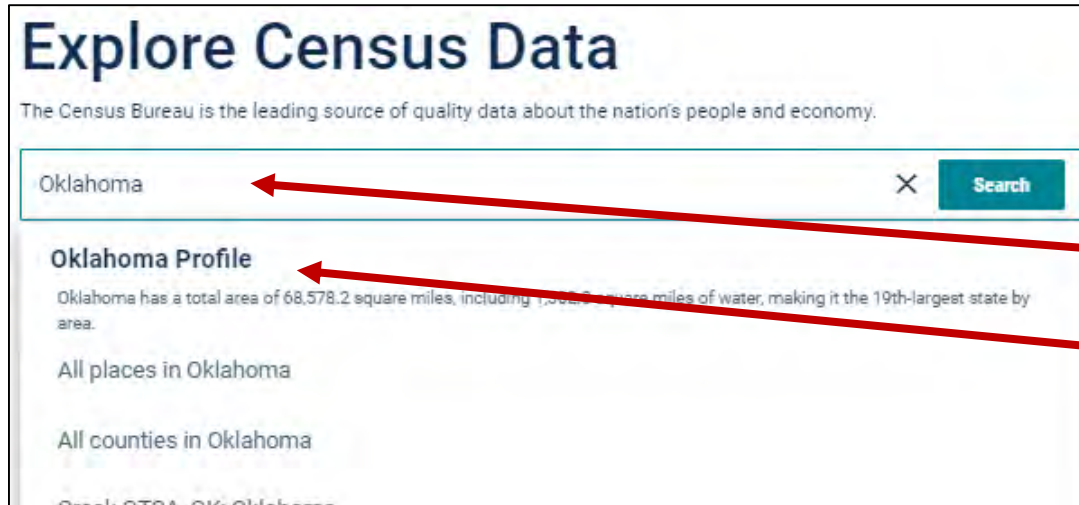 Explore Census Data
The Census Bureau is the leading source of quality data about the nation's people and economy.
Oklahoma
Search
Oklahoma Profile
Oklahoma has a total area of 68,578.2 square miles, including square miles of water, making it the 19th-largest state by
area.
All places in Oklahoma
All counties in Oklahoma